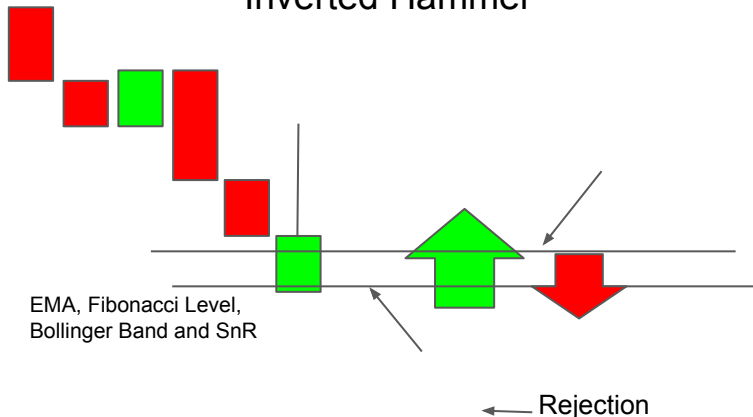 Inverted Hammer
EMA, Fibonacci Level,
Bollinger Band and SnR
Rejection